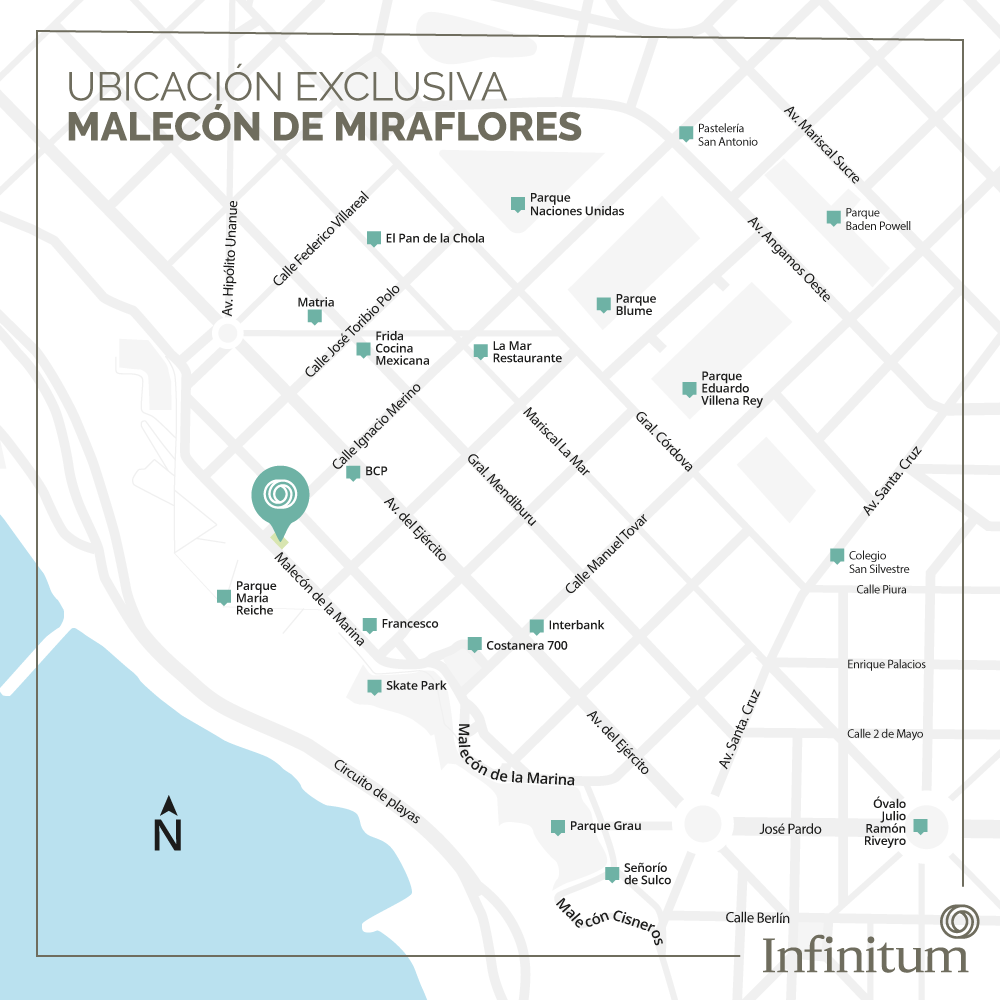 UBICACIÓN EXCLUSIVA
MALECÓN DE MIRAFLORES
Pastelería
San Antonio
Av. Mariscal Sucre
Parque
Naciones Unidas
Parque
Baden Powell
Av. Hipólito Unanue
Calle Federico Villareal
El Pan de la Chola
Av. Angamos Oeste
Matria
Calle José Toribio Polo
Parque
Blume
Frida
Cocina
Mexicana
La Mar
Restaurante
Parque
Eduardo
Villena Rey
Calle Ignacio Merino
Mariscal La Mar
Gral. Córdova
BCP
Gral. Mendiburu
Av. Santa. Cruz
Av. del Ejército
Calle Manuel Tovar
Colegio
San Silvestre
Calle Piura
Malecón de la Marina
Parque
Maria
Reiche
Francesco
Interbank
Costanera 700
Enrique Palacios
Skate Park
Av. Santa. Cruz
Av. del Ejército
Calle 2 de Mayo
Malecón de la Marina
Circuito de playas
N
Parque Grau
José Pardo
Óvalo
Julio
Ramón
Riveyro
Señorío
de Sulco
Malecón Cisneros
Calle Berlín
Infinitum